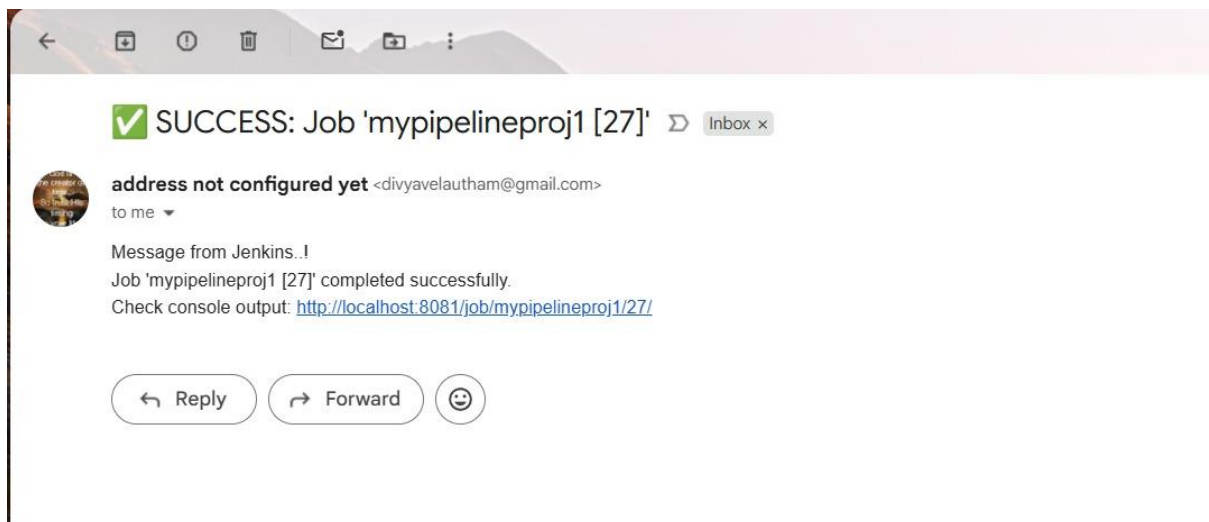 ✅ SUCCESS: Job 'mypipelineproj1 [27]' Inbox ×
address not configured yet <divyavelautham@gmail.com>
to me
Message from Jenkins..!
Job 'mypipelineproj1 [27]' completed successfully.
Check console output: http://localhost:8081/job/mypipelineproj1/27/
Reply Forward